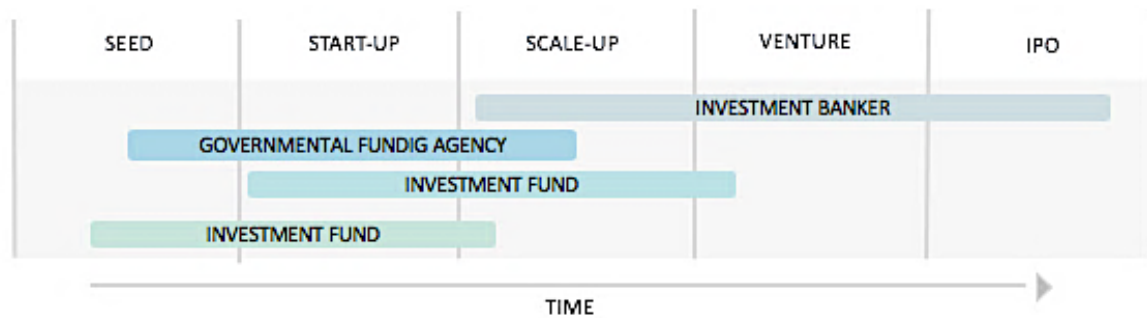 SEED START-UP SCALE-UP VENTURE IPO
INVESTMENT BANKER
GOVERNMENTAL FUNDIG AGENCY
INVESTMENT FUND
INVESTMENT FUND
TIME